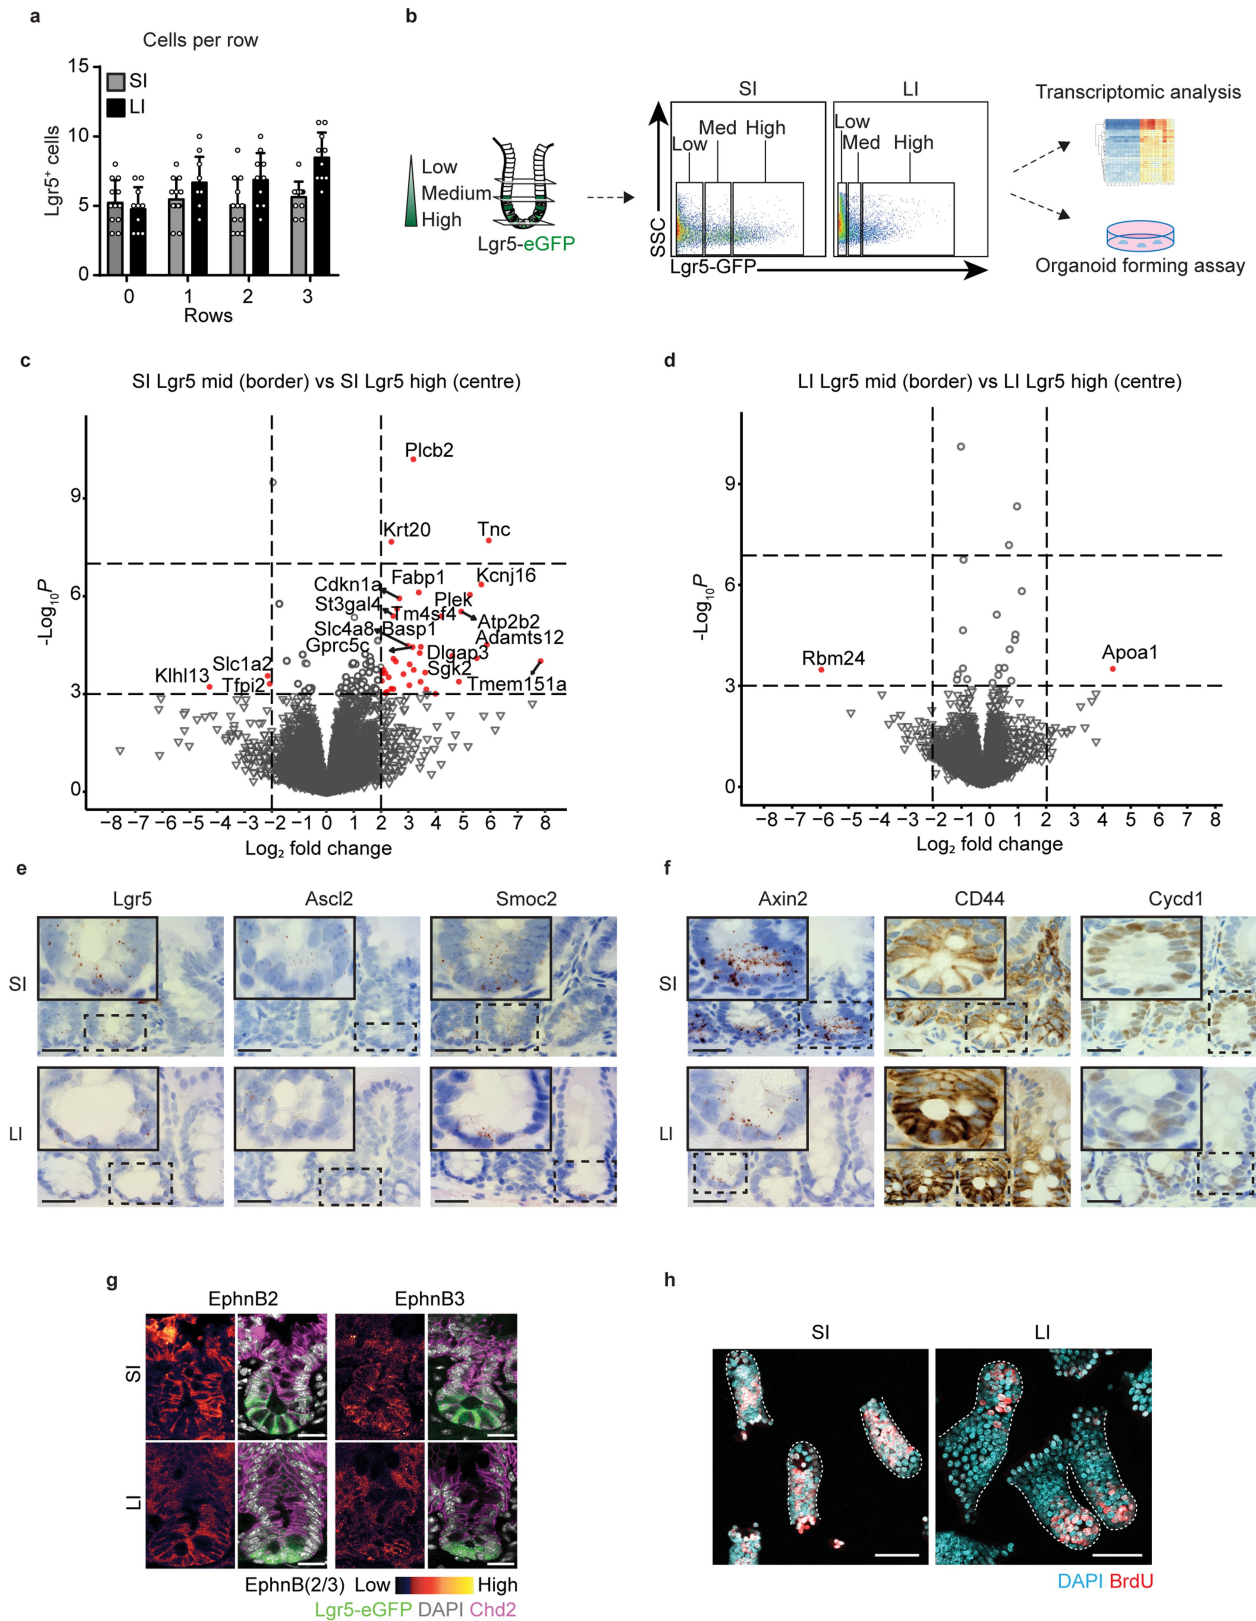 a
Cells per row
15
10
5
0
Lgr5⁺ cells
SI
LI
0 1 2 3
Rows
b
Low
Medium
High
Lgr5-eGFP
SI
LI
Low
Med
High
Low
Med
High
SSC
Lgr5-GFP
Transcriptomic analysis
Organoid forming assay
c
SI Lgr5 mid (border) vs SI Lgr5 high (centre)
Plcb2
9
Krt20
Tnc
Cdkn1a
Fabp1
Kcnj16
6
St3gal4
Tm4sf4
Plek
Atp2b2
Slc4a8
Basp1
Adamts12
Gprc5c
Dlgap3
Klhl13
Slc1a2
Tfpi2
Sgk2
Tmem151a
3
0
-Log₁₀P
−8 −7 −6 −5 −4 −3 −2 −1 0 1 2 3 4 5 6 7 8
Log₂ fold change
d
LI Lgr5 mid (border) vs LI Lgr5 high (centre)
9
6
Rbm24
Apoa1
3
0
-Log₁₀P
−8 −7 −6 −5 −4 −3 −2 −1 0 1 2 3 4 5 6 7 8
Log₂ fold change
e
Lgr5
Ascl2
Smoc2
SI
LI
f
Axin2
CD44
Cycd1
SI
LI
g
EphnB2
EphnB3
SI
LI
EphnB(2/3) Low High
Lgr5-eGFP DAPI Chd2
h
SI
LI
DAPI BrdU